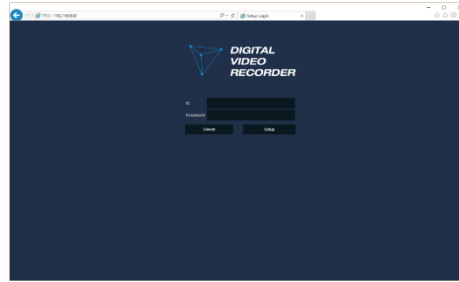 Setup Login
DIGITAL
VIDEO
RECORDER
ID
Password
Viewer Setup